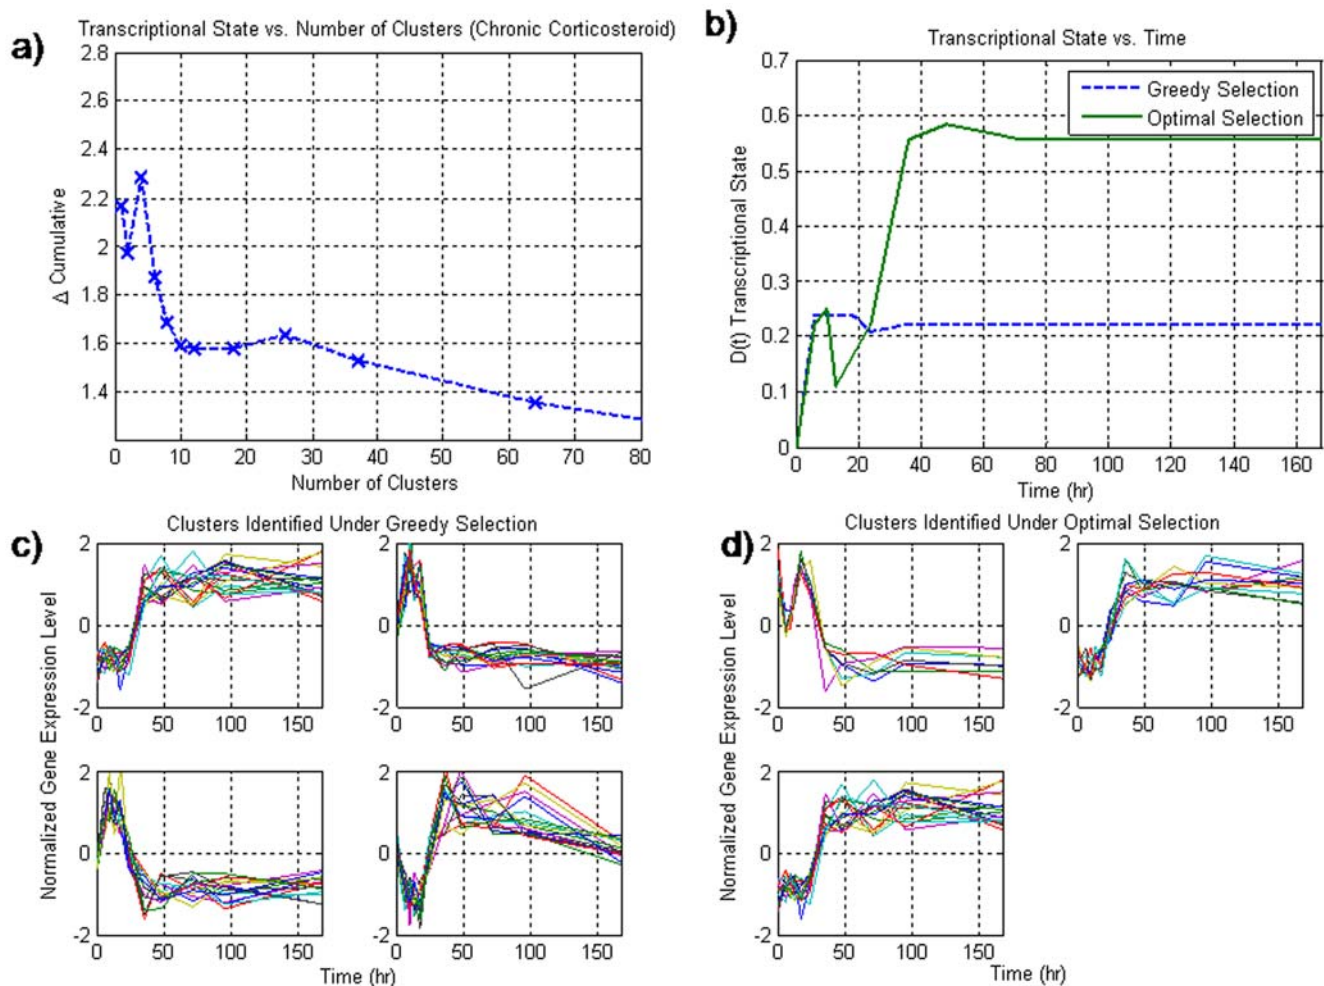 a)
Transcriptional State vs. Number of Clusters (Chronic Corticosteroid)
2.8
2.6
2.4
2.2
2
1.8
1.6
1.4
Δ Cumulative
0 10 20 30 40 50 60 70 80
Number of Clusters
b)
Transcriptional State vs. Time
0.7
0.6
0.5
0.4
0.3
0.2
0.1
0
D(t) Transcriptional State
Greedy Selection
Optimal Selection
0 20 40 60 80 100 120 140 160
Time (hr)
c)
Clusters Identified Under Greedy Selection
Normalized Gene Expression Level
2
0
-2
0 50 100 150
2
0
-2
0 50 100 150
2
0
-2
0 50 100 150
2
0
-2
0 50 100 150
Time (hr)
d)
Clusters Identified Under Optimal Selection
Normalized Gene Expression Level
2
0
-2
0 50 100 150
2
0
-2
0 50 100 150
2
0
-2
0 50 100 150
Time (hr)